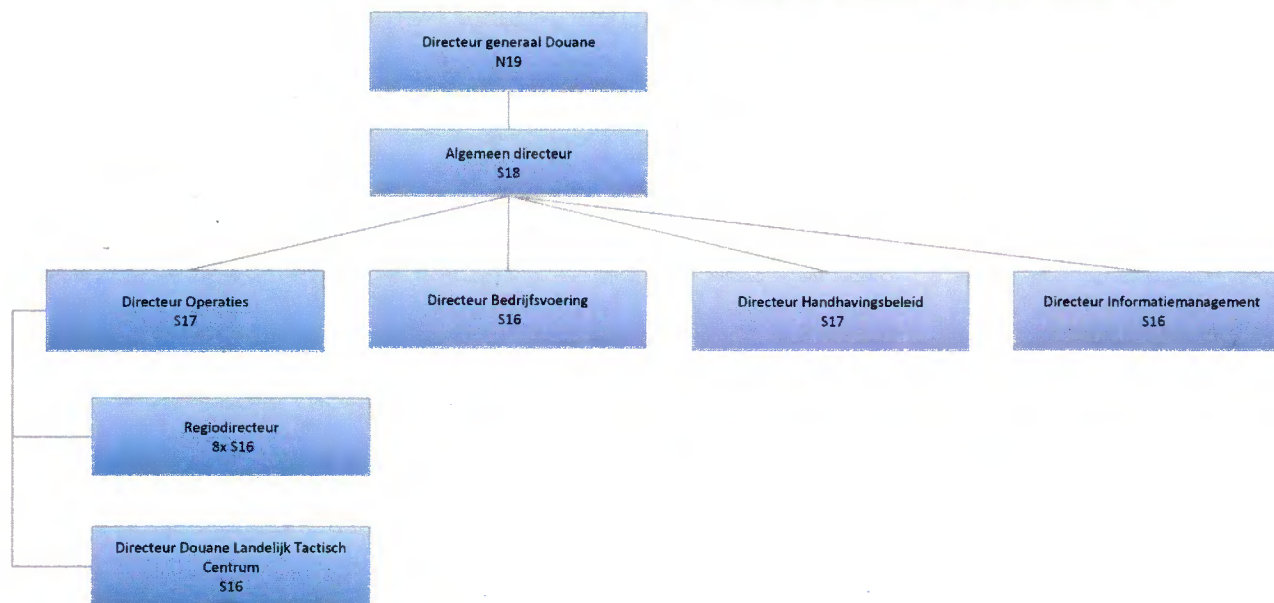 Directeur generaal Douane
N19
Algemeen directeur
S18
Directeur Operaties
S17
Directeur Bedrijfsvoering
S16
Directeur Handhavingsbeleid
S17
Directeur Informatiemanagement
S16
Regiodirecteur
8x S16
Directeur Douane Landelijk Tactisch
Centrum
S16